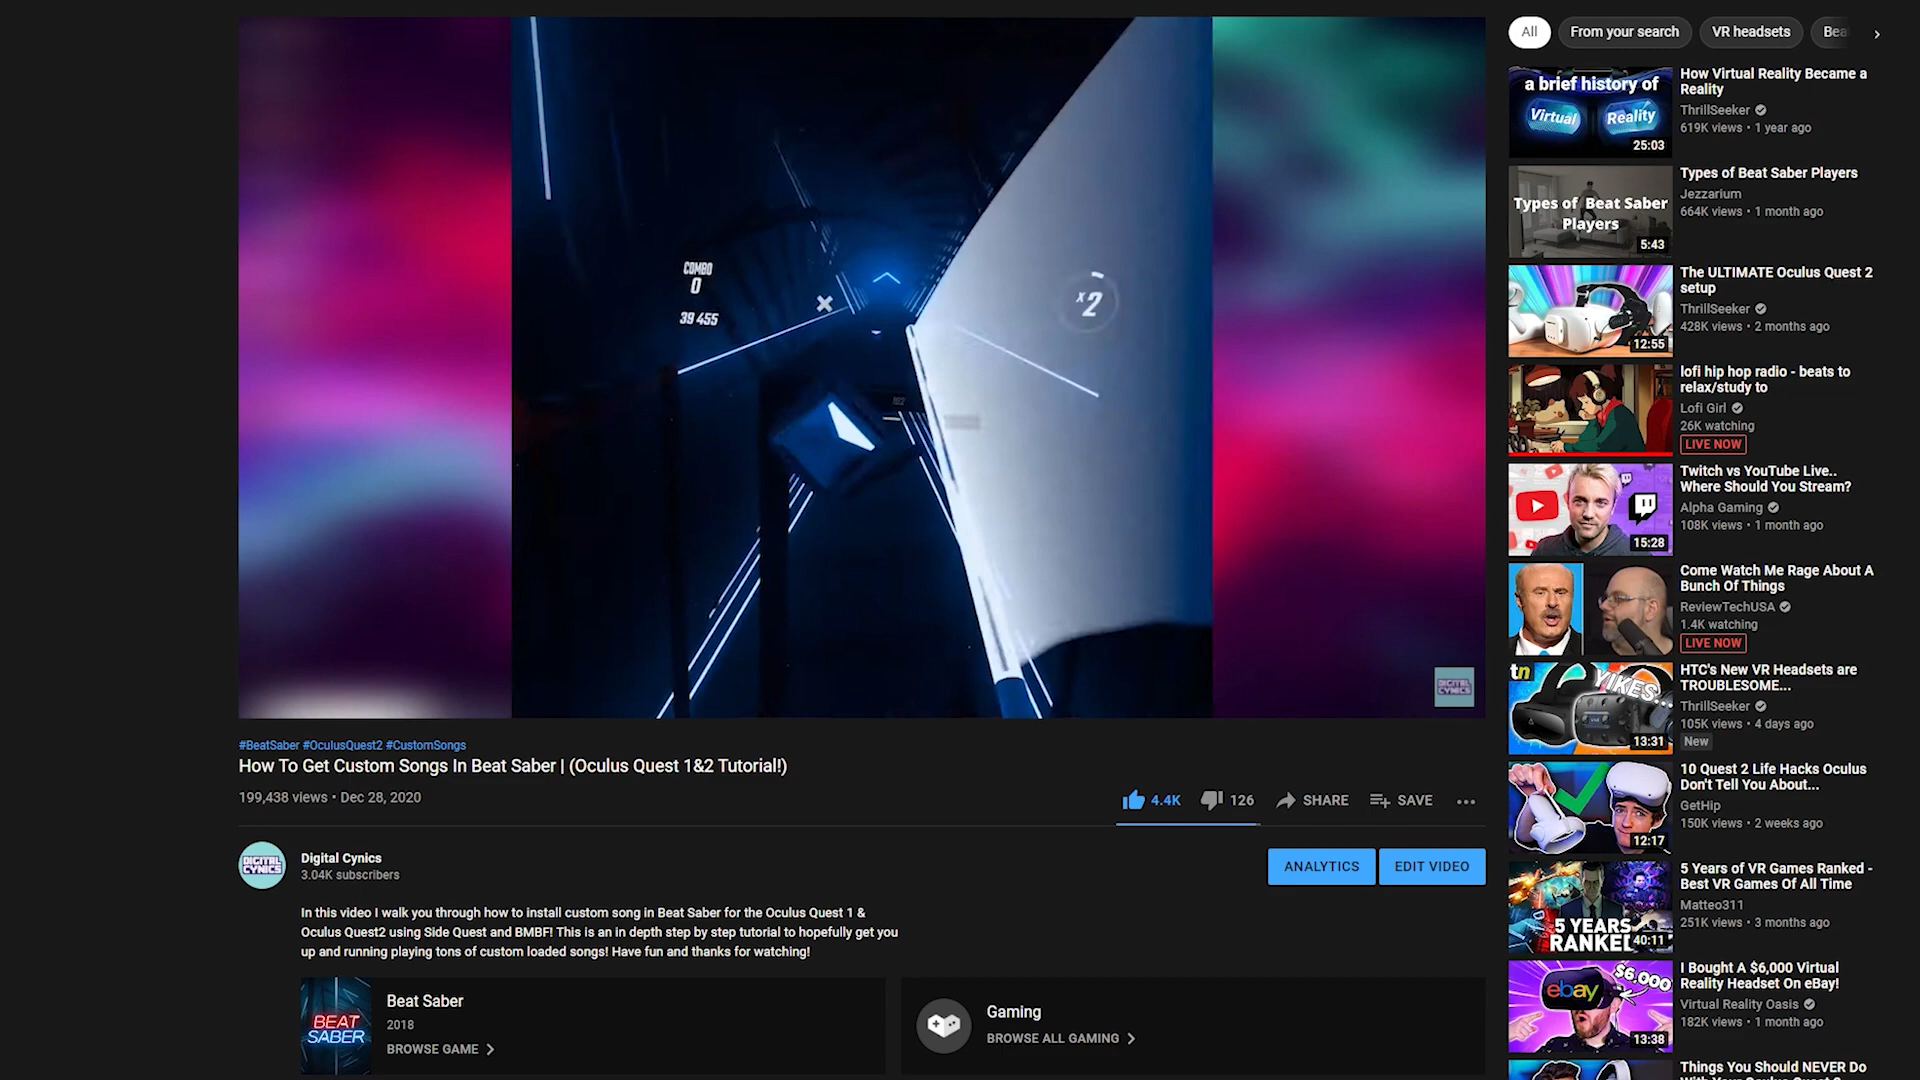 COMBO
0
39 455
x2
102
DIGITAL
CYNICS
#BeatSaber #OculusQuest2 #CustomSongs
How To Get Custom Songs In Beat Saber | (Oculus Quest 1&2 Tutorial!)
199,438 views • Dec 28, 2020
4.4K
126
SHARE
SAVE
DIGITAL
CYNICS
Digital Cynics
3.04K subscribers
ANALYTICS
EDIT VIDEO
In this video I walk you through how to install custom song in Beat Saber for the Oculus Quest 1 &
Oculus Quest2 using Side Quest and BMBF! This is an in depth step by step tutorial to hopefully get you
up and running playing tons of custom loaded songs! Have fun and thanks for watching!
BEAT
SABER
Beat Saber
2018
BROWSE GAME
Gaming
BROWSE ALL GAMING
All
From your search
VR headsets
Bea
a brief history of
Virtual
Reality
25:03
How Virtual Reality Became a
Reality
ThrillSeeker
619K views • 1 year ago
Types of Beat Saber
Players
5:43
Types of Beat Saber Players
Jezzarium
664K views • 1 month ago
12:55
The ULTIMATE Oculus Quest 2
setup
ThrillSeeker
428K views • 2 months ago
lofi hip hop radio - beats to
relax/study to
Lofi Girl
26K watching
LIVE NOW
15:28
Twitch vs YouTube Live..
Where Should You Stream?
Alpha Gaming
108K views • 1 month ago
Come Watch Me Rage About A
Bunch Of Things
ReviewTechUSA
1.4K watching
LIVE NOW
tn
YIKES...
13:31
HTC's New VR Headsets are
TROUBLESOME...
ThrillSeeker
105K views • 4 days ago
New
12:17
10 Quest 2 Life Hacks Oculus
Don't Tell You About...
GetHip
150K views • 2 weeks ago
5 YEARS
RANKED
40:11
5 Years of VR Games Ranked -
Best VR Games Of All Time
Matteo311
251K views • 3 months ago
$6,000
ebay
13:38
I Bought A $6,000 Virtual
Reality Headset On eBay!
Virtual Reality Oasis
182K views • 1 month ago
Things You Should NEVER Do